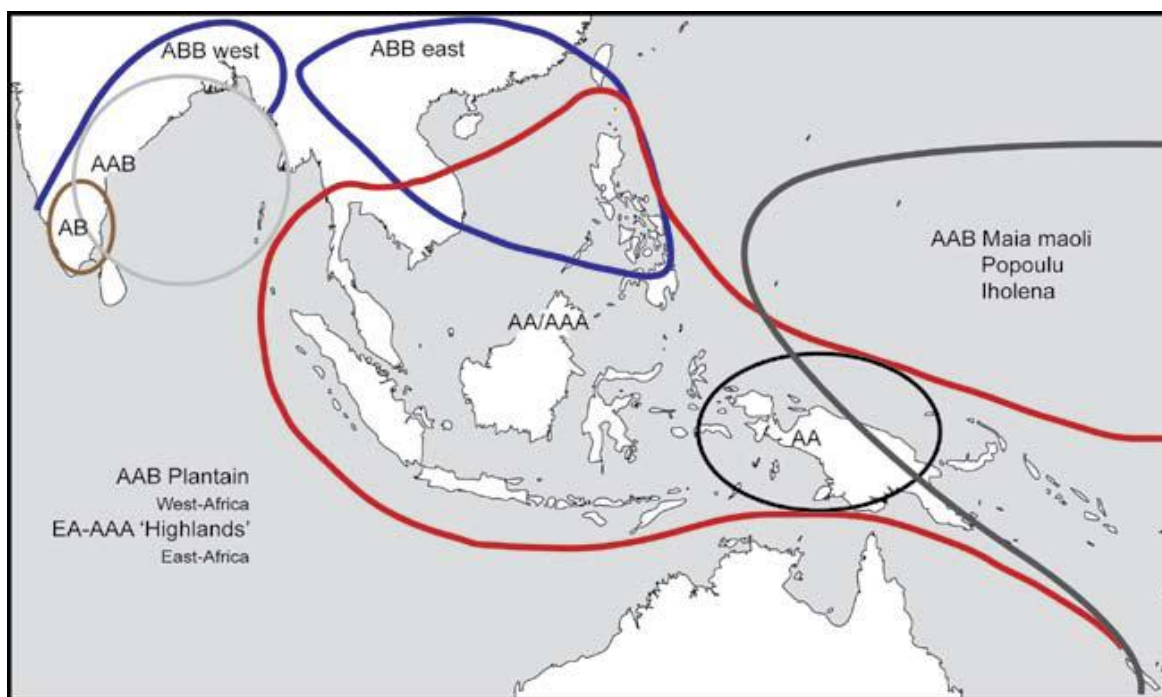 ABB west
ABB east
AAB
AB
AAB Maia maoli
Popoulu
Iholena
AA/AAA
AA
AAB Plantain
West-Africa
EA-AAA ‘Highlands’
East-Africa